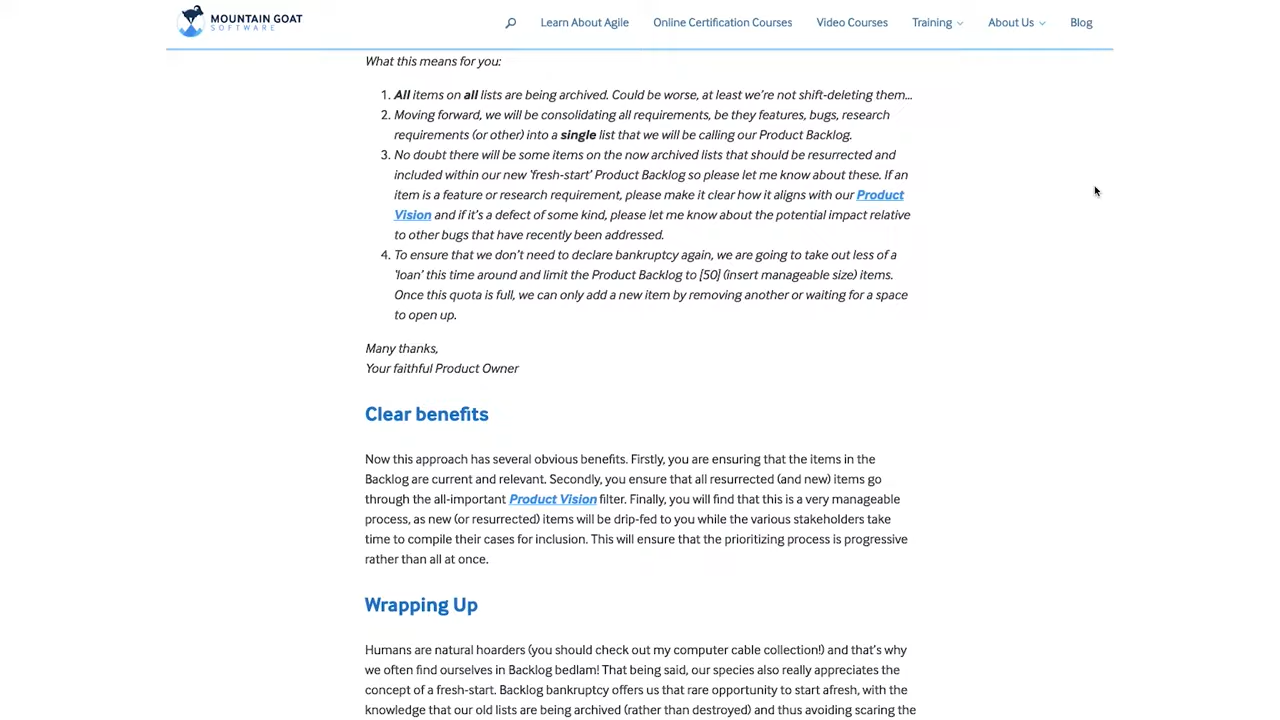 MOUNTAIN GOAT
SOFTWARE
Learn About Agile
Online Certification Courses
Video Courses
Training
About Us
Blog
What this means for you:
1. All items on all lists are being archived. Could be worse, at least we're not shift-deleting them...
2. Moving forward, we will be consolidating all requirements, be they features, bugs, research
requirements (or other) into a single list that we will be calling our Product Backlog.
3. No doubt there will be some items on the now archived lists that should be resurrected and
included within our new 'fresh-start' Product Backlog so please let me know about these. If an
item is a feature or research requirement, please make it clear how it aligns with our Product
Vision and if it's a defect of some kind, please let me know about the potential impact relative
to other bugs that have recently been addressed.
4. To ensure that we don't need to declare bankruptcy again, we are going to take out less of a
'loan' this time around and limit the Product Backlog to [50] (insert manageable size) items.
Once this quota is full, we can only add a new item by removing another or waiting for a space
to open up.
Many thanks,
Your faithful Product Owner
Clear benefits
Now this approach has several obvious benefits. Firstly, you are ensuring that the items in the
Backlog are current and relevant. Secondly, you ensure that all resurrected (and new) items go
through the all-important Product Vision filter. Finally, you will find that this is a very manageable
process, as new (or resurrected) items will be drip-fed to you while the various stakeholders take
time to compile their cases for inclusion. This will ensure that the prioritizing process is progressive
rather than all at once.
Wrapping Up
Humans are natural hoarders (you should check out my computer cable collection!) and that's why
we often find ourselves in Backlog bedlam! That being said, our species also really appreciates the
concept of a fresh-start. Backlog bankruptcy offers us that rare opportunity to start afresh, with the
knowledge that our old lists are being archived (rather than destroyed) and thus avoiding scaring the